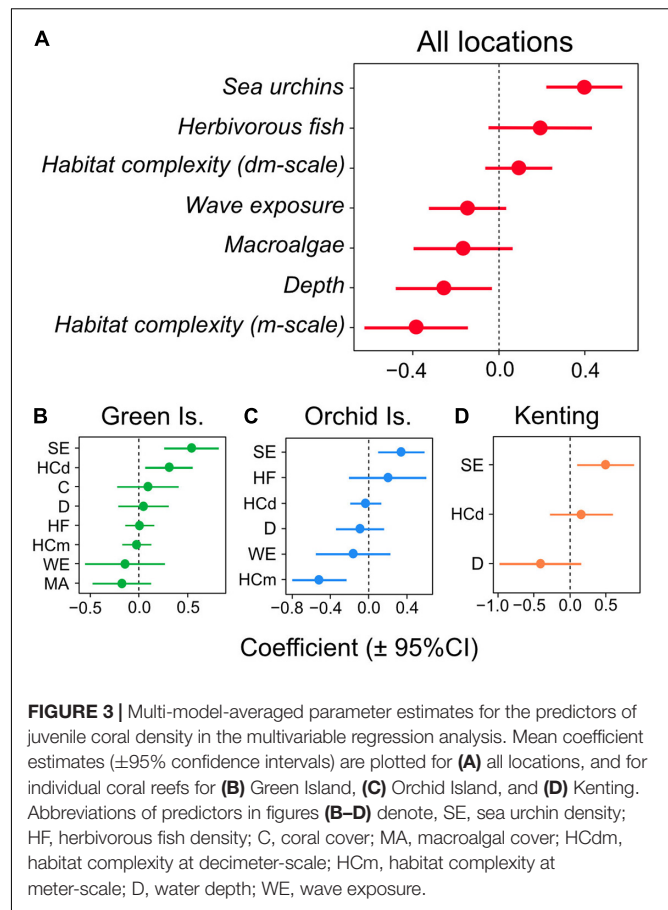 A
All locations
Sea urchins
Herbivorous fish
Habitat complexity (dm-scale)
Wave exposure
Macroalgae
Depth
Habitat complexity (m-scale)
−0.4 0.0 0.4
B Green Is.
SE
HCd
C
D
HF
HCm
WE
MA
−0.5 0.0 0.5
C Orchid Is.
SE
HF
HCd
D
WE
HCm
−0.8 −0.4 0.0 0.4
D Kenting
SE
HCd
D
−1.0 0.0 0.5
Coefficient (± 95%CI)
FIGURE 3 | Multi-model-averaged parameter estimates for the predictors of
juvenile coral density in the multivariable regression analysis. Mean coefficient
estimates (±95% confidence intervals) are plotted for (A) all locations, and for
individual coral reefs for (B) Green Island, (C) Orchid Island, and (D) Kenting.
Abbreviations of predictors in figures (B–D) denote, SE, sea urchin density;
HF, herbivorous fish density; C, coral cover; MA, macroalgal cover; HCdm,
habitat complexity at decimeter-scale; HCm, habitat complexity at
meter-scale; D, water depth; WE, wave exposure.